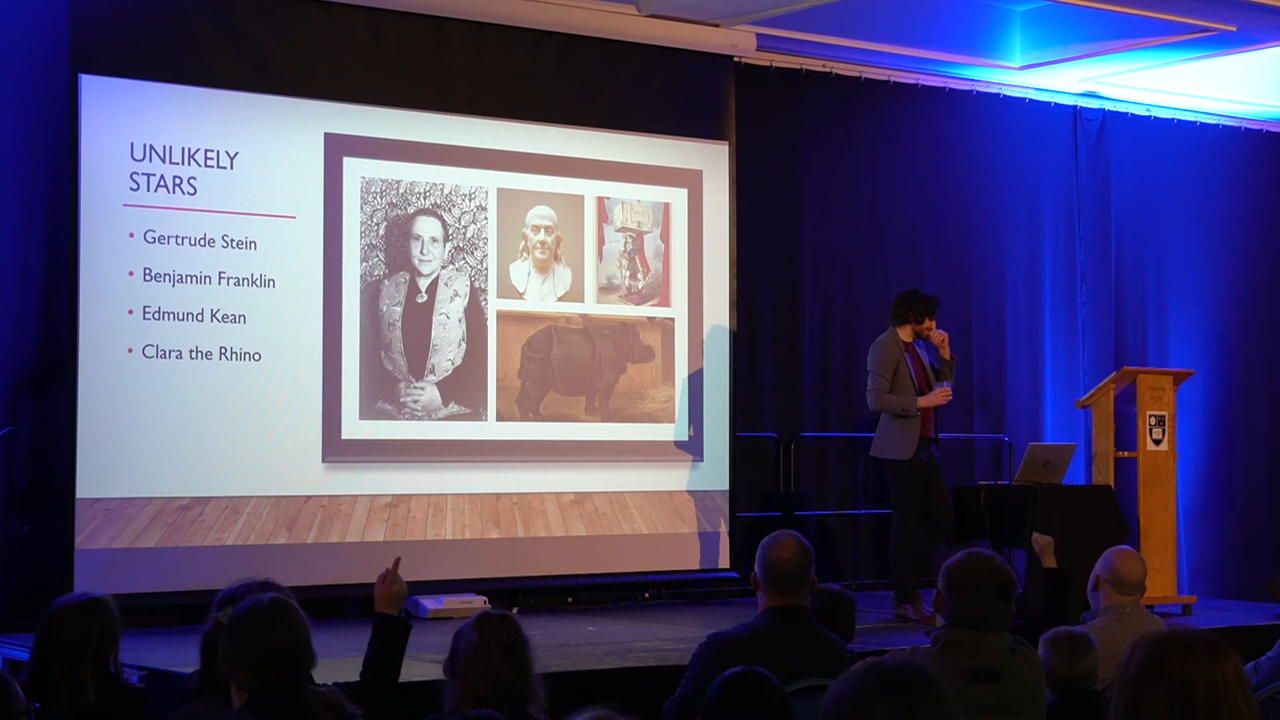 UNLIKELY
STARS
• Gertrude Stein
• Benjamin Franklin
• Edmund Kean
• Clara the Rhino